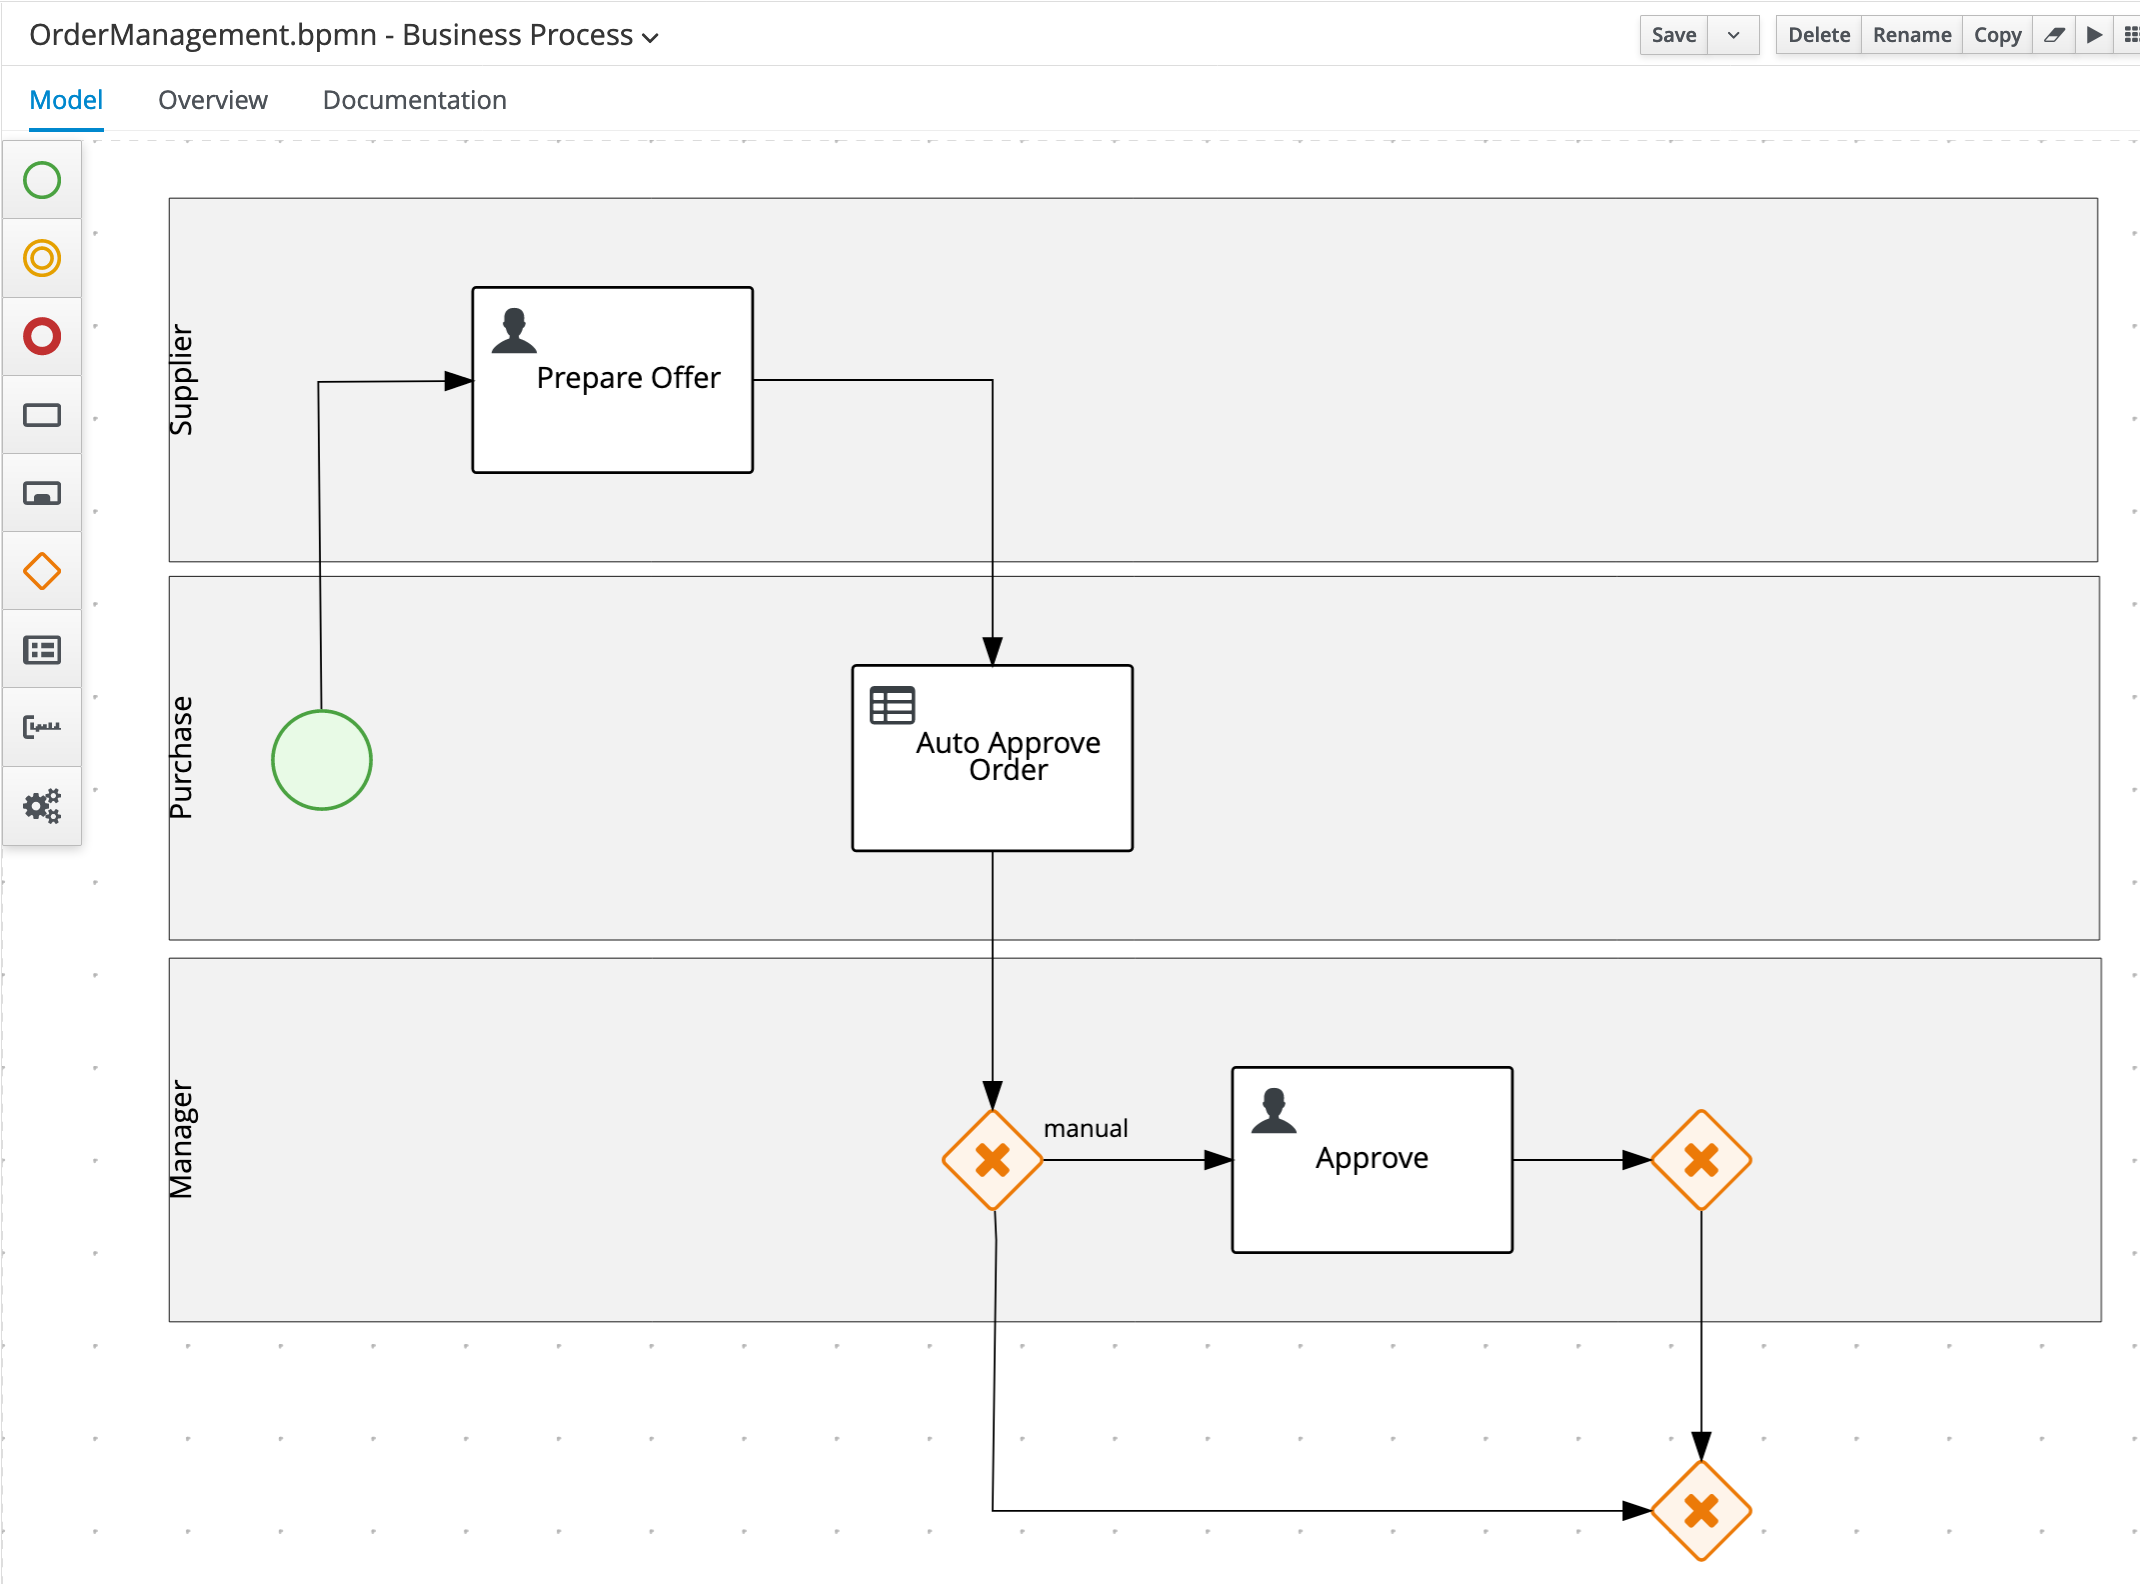 OrderManagement.bpmn - Business Process
Save
Delete
Rename
Copy
Model
Overview
Documentation
Supplier
Prepare Offer
Purchase
Auto Approve
Order
Manager
manual
Approve